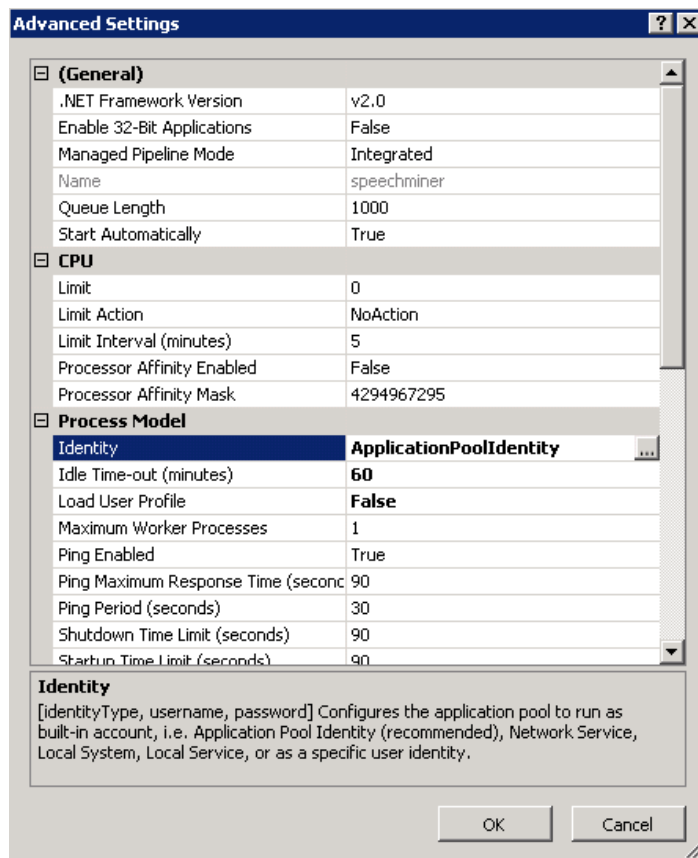 Advanced Settings
(General)
.NET Framework Version v2.0
Enable 32-Bit Applications False
Managed Pipeline Mode Integrated
Name speechminer
Queue Length 1000
Start Automatically True
CPU
Limit 0
Limit Action NoAction
Limit Interval (minutes) 5
Processor Affinity Enabled False
Processor Affinity Mask 4294967295
Process Model
Identity ApplicationPoolIdentity ...
Idle Time-out (minutes) 60
Load User Profile False
Maximum Worker Processes 1
Ping Enabled True
Ping Maximum Response Time (secon 90
Ping Period (seconds) 30
Shutdown Time Limit (seconds) 90
Startup Time Limit (seconds) 90
Identity
[identityType, username, password] Configures the application pool to run as
built-in account, i.e. Application Pool Identity (recommended), Network Service,
Local System, Local Service, or as a specific user identity.
OK Cancel